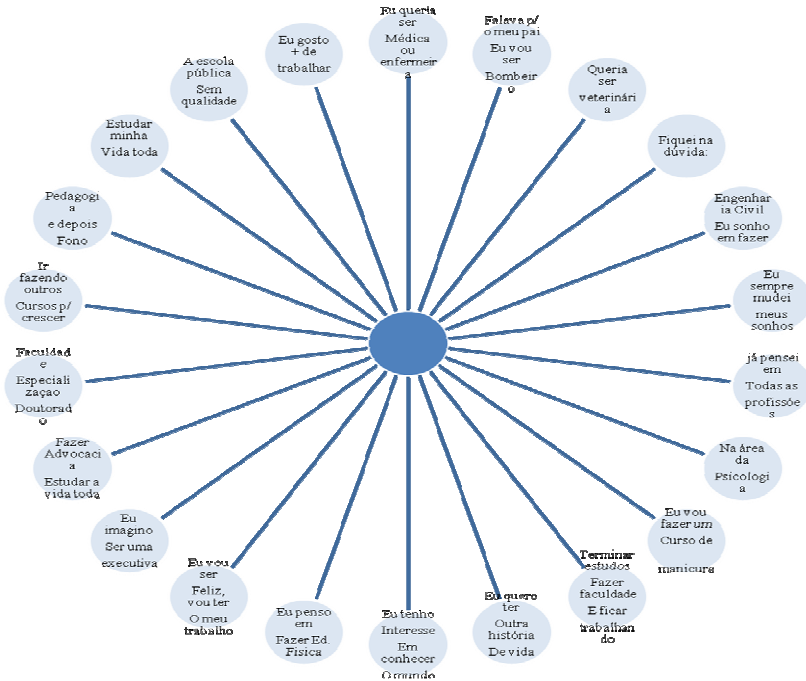 Eu queria
ser
Médica
ou
enfermeir
a
Falava p/
o meu pai
Eu vou
ser
Bombeir
o
Queria
ser
veterinári
a
Fiquei na
dúvida:
Engenhar
ia Civil
Eu sonho
em fazer
Eu
sempre
mudei
meus
sonhos
já pensei
em
Todas as
profissõe
s
Na área
da
Psicologi
a
Eu vou
fazer um
Curso de
manicura
Terminar
estudos
Fazer
faculdade
E ficar
trabalhan
do
Eu quero
ter
Outra
história
De vida
Eu tenho
Interesse
Em
conhecer
O mundo
Eu penso
em
Fazer Ed.
Física
Eu vou
ser
Feliz,
vou ter
O meu
trabalho
Eu
imagino
Ser uma
executiva
Fazer
Advocaci
a
Estudar a
vida toda
Faculdad
e
Especiali
zação
Doutorad
o
Ir
fazendo
outros
Cursos p/
crescer
Pedagogi
a
e depois
Fono
Estudar
minha
Vida toda
A escola
pública
Sem
qualidade
Eu gosto
+ de
trabalhar